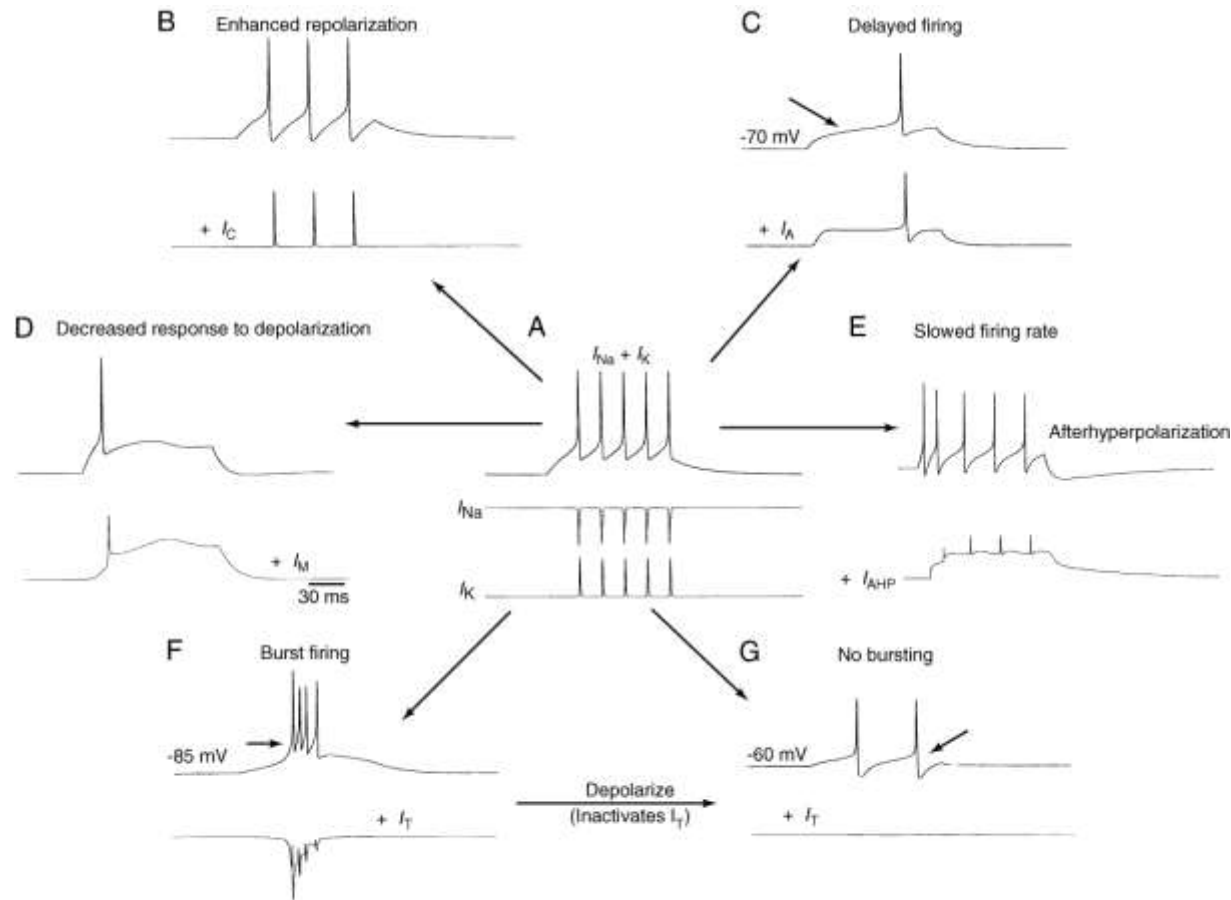 B
Enhanced repolarization
+ I_C
C
Delayed firing
-70 mV
+ I_A
D
Decreased response to depolarization
+ I_M
30 ms
A
I_Na + I_K
I_Na
I_K
E
Slowed firing rate
Afterhyperpolarization
+ I_AHP
F
Burst firing
-85 mV
+ I_T
Depolarize
(Inactivates I_T)
G
No bursting
-60 mV
+ I_T